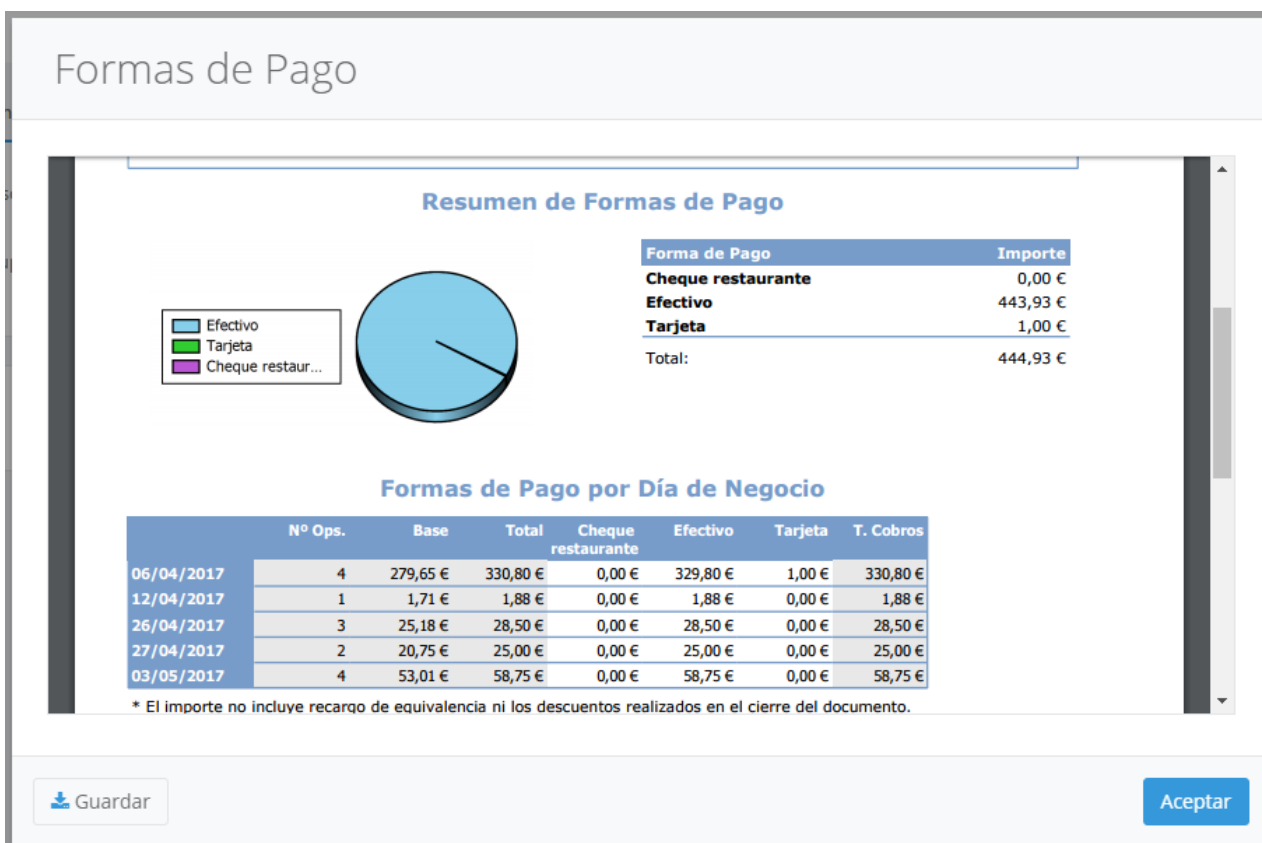 Formas de Pago
Resumen de Formas de Pago
Efectivo
Tarjeta
Cheque restaur...
Forma de Pago Importe
Cheque restaurante 0,00 €
Efectivo 443,93 €
Tarjeta 1,00 €
Total: 444,93 €
Formas de Pago por Día de Negocio
Nº Ops. Base Total Cheque restaurante Efectivo Tarjeta T. Cobros
06/04/2017 4 279,65 € 330,80 € 0,00 € 329,80 € 1,00 € 330,80 €
12/04/2017 1 1,71 € 1,88 € 0,00 € 1,88 € 0,00 € 1,88 €
26/04/2017 3 25,18 € 28,50 € 0,00 € 28,50 € 0,00 € 28,50 €
27/04/2017 2 20,75 € 25,00 € 0,00 € 25,00 € 0,00 € 25,00 €
03/05/2017 4 53,01 € 58,75 € 0,00 € 58,75 € 0,00 € 58,75 €
* El importe no incluye recargo de equivalencia ni los descuentos realizados en el cierre del documento.
Guardar
Aceptar